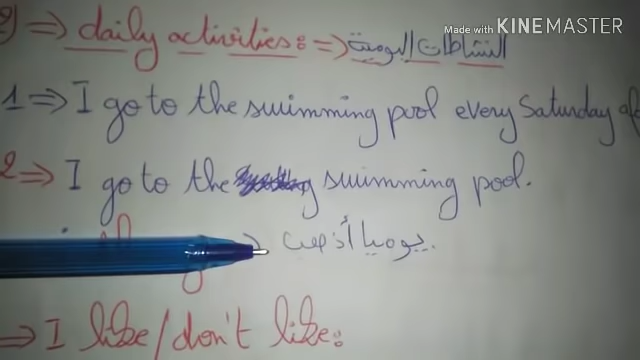 Made with KINEMASTER
⇒ daily activities: ⇒ النشاطات اليومية
1 ⇒ I go to the swimming pool every Saturday
2 ⇒ I go to the swimming pool.
يوميا أذهب.
⇒ I like/don't like: